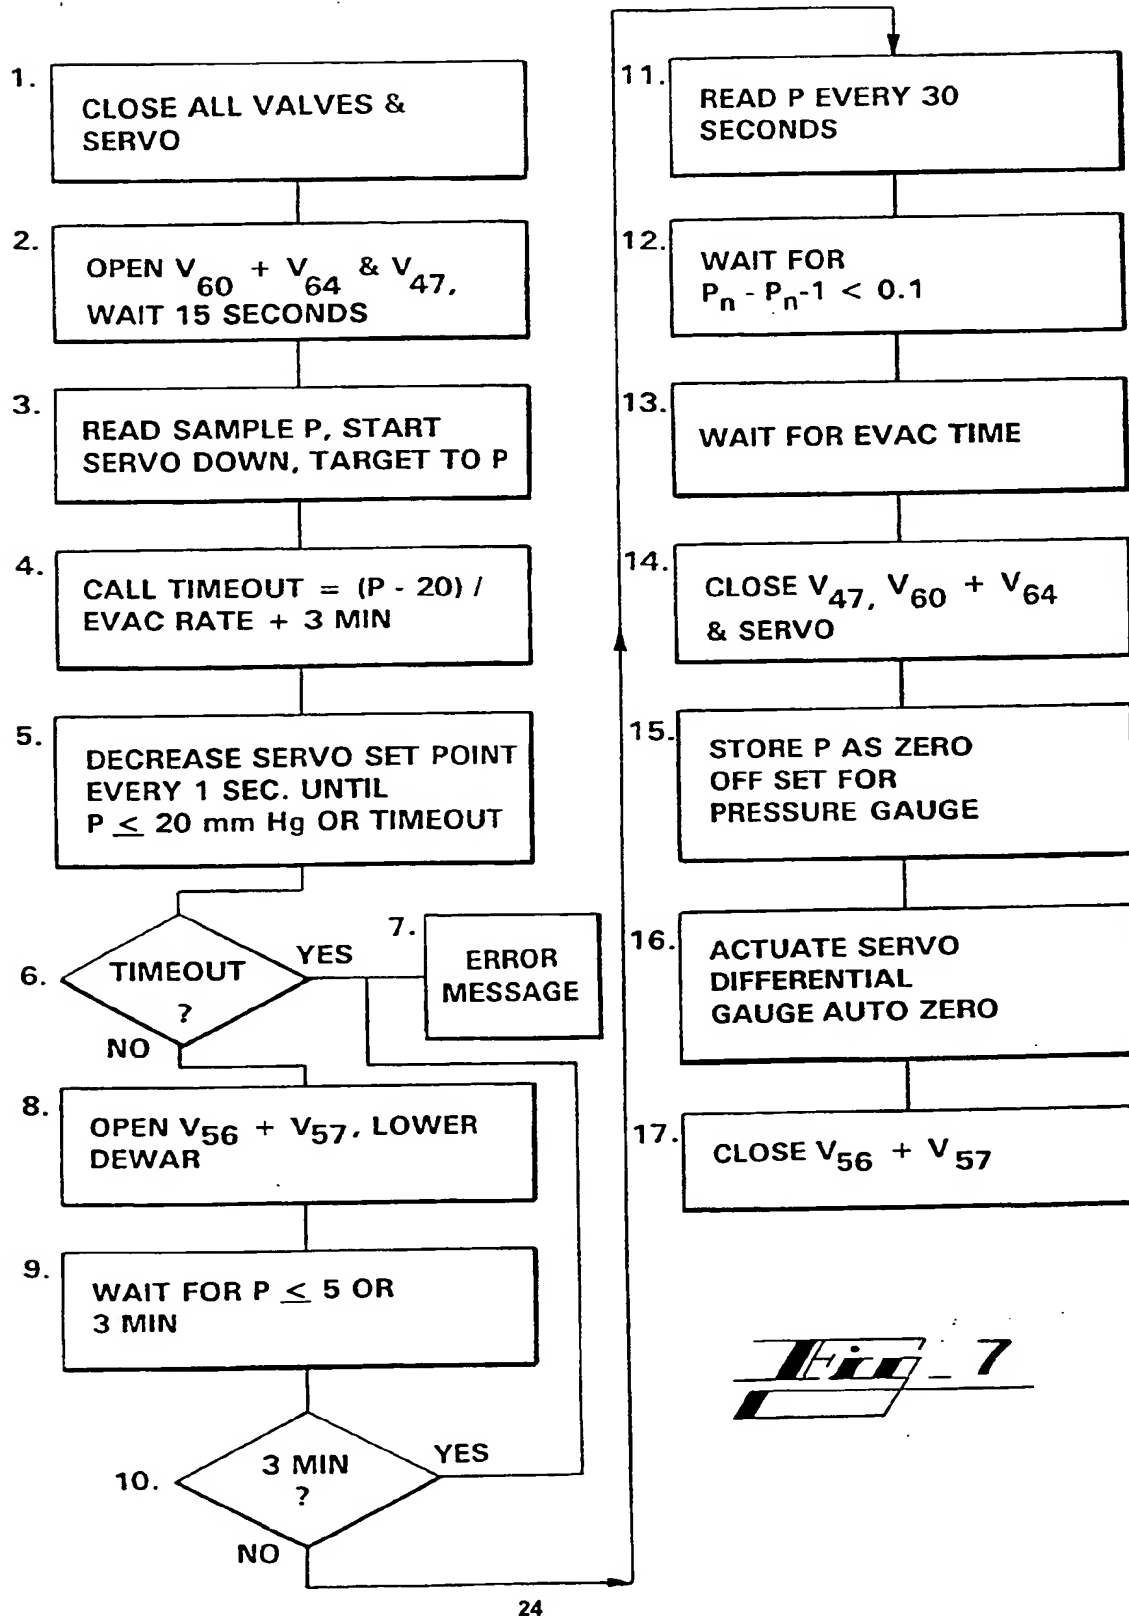 1.
CLOSE ALL VALVES &
SERVO
2.
OPEN V60 + V64 & V47,
WAIT 15 SECONDS
3.
READ SAMPLE P, START
SERVO DOWN, TARGET TO P
4.
CALL TIMEOUT = (P - 20) /
EVAC RATE + 3 MIN
5.
DECREASE SERVO SET POINT
EVERY 1 SEC. UNTIL
P ≤ 20 mm Hg OR TIMEOUT
6.
TIMEOUT
?
YES
NO
7.
ERROR
MESSAGE
8.
OPEN V56 + V57, LOWER
DEWAR
9.
WAIT FOR P ≤ 5 OR
3 MIN
10.
3 MIN
?
YES
NO
11.
READ P EVERY 30
SECONDS
12.
WAIT FOR
Pn - Pn-1 < 0.1
13.
WAIT FOR EVAC TIME
14.
CLOSE V47, V60 + V64
& SERVO
15.
STORE P AS ZERO
OFF SET FOR
PRESSURE GAUGE
16.
ACTUATE SERVO
DIFFERENTIAL
GAUGE AUTO ZERO
17.
CLOSE V56 + V57
Fig_7
24